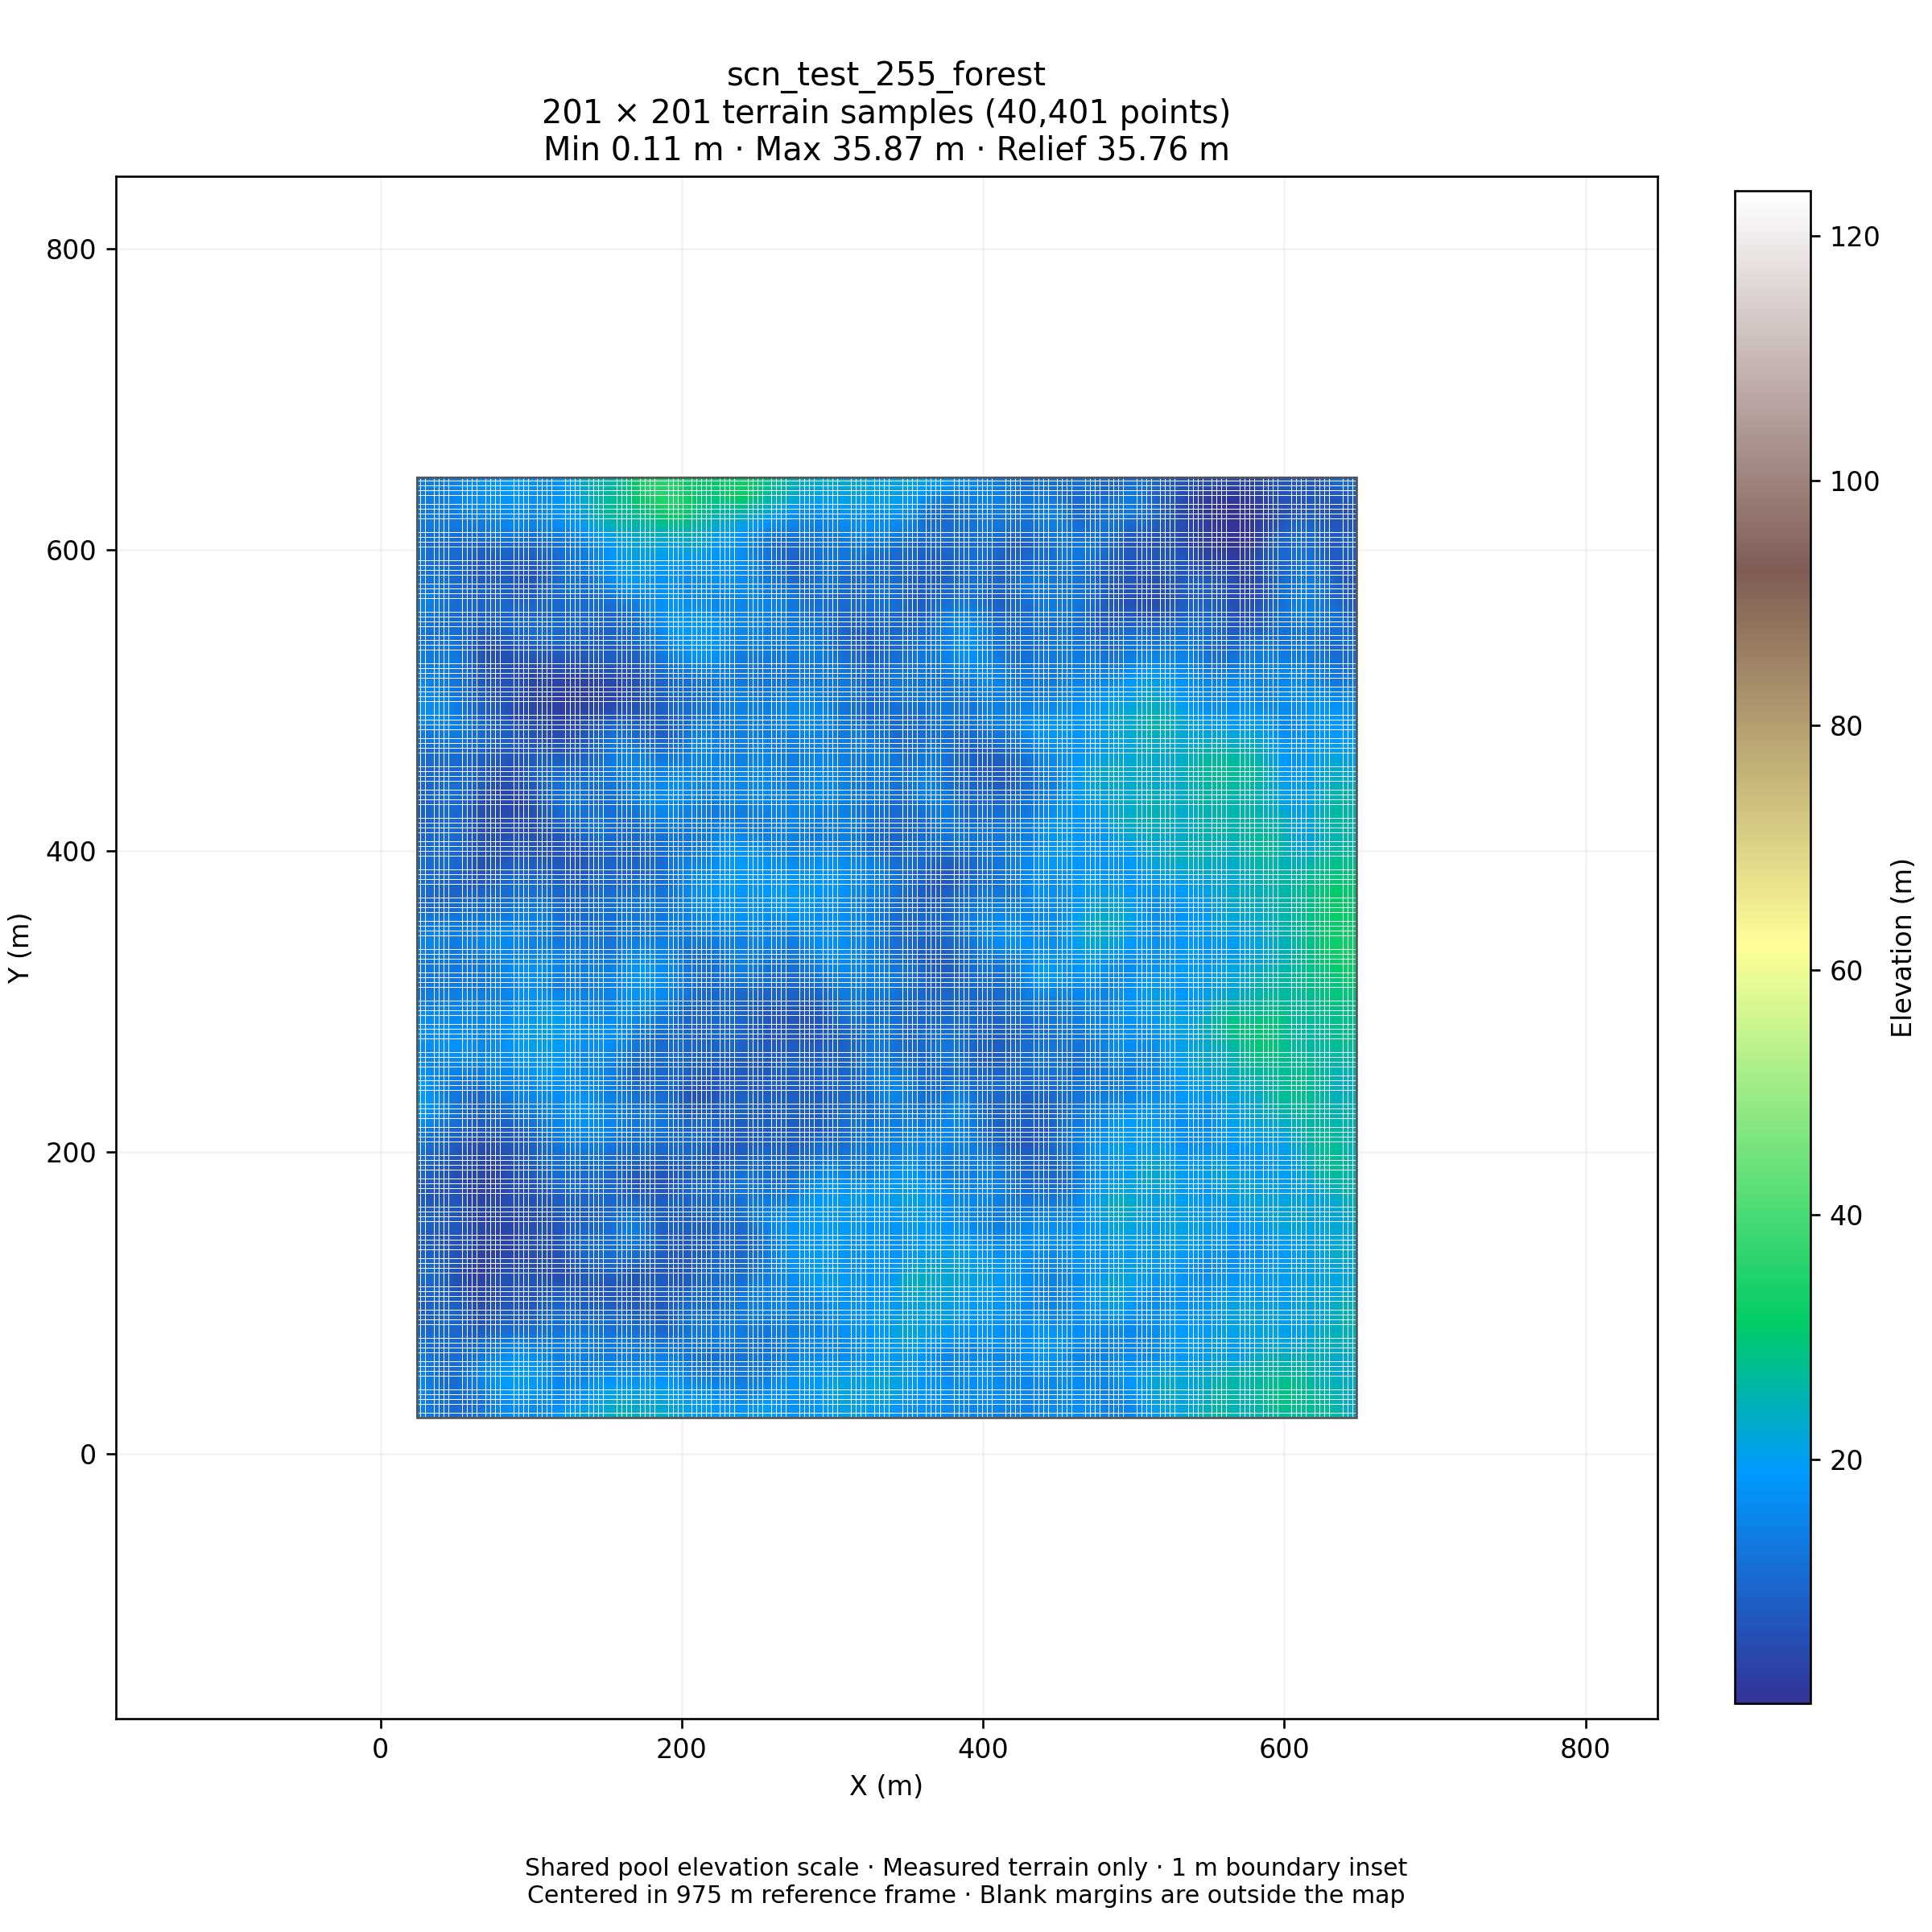 scn_test_255_forest
201 × 201 terrain samples (40,401 points)
Min 0.11 m · Max 35.87 m · Relief 35.76 m
800
600
400
200
0
Y (m)
0
200
400
600
800
X (m)
120
100
80
60
40
20
Elevation (m)
Shared pool elevation scale · Measured terrain only · 1 m boundary inset
Centered in 975 m reference frame · Blank margins are outside the map